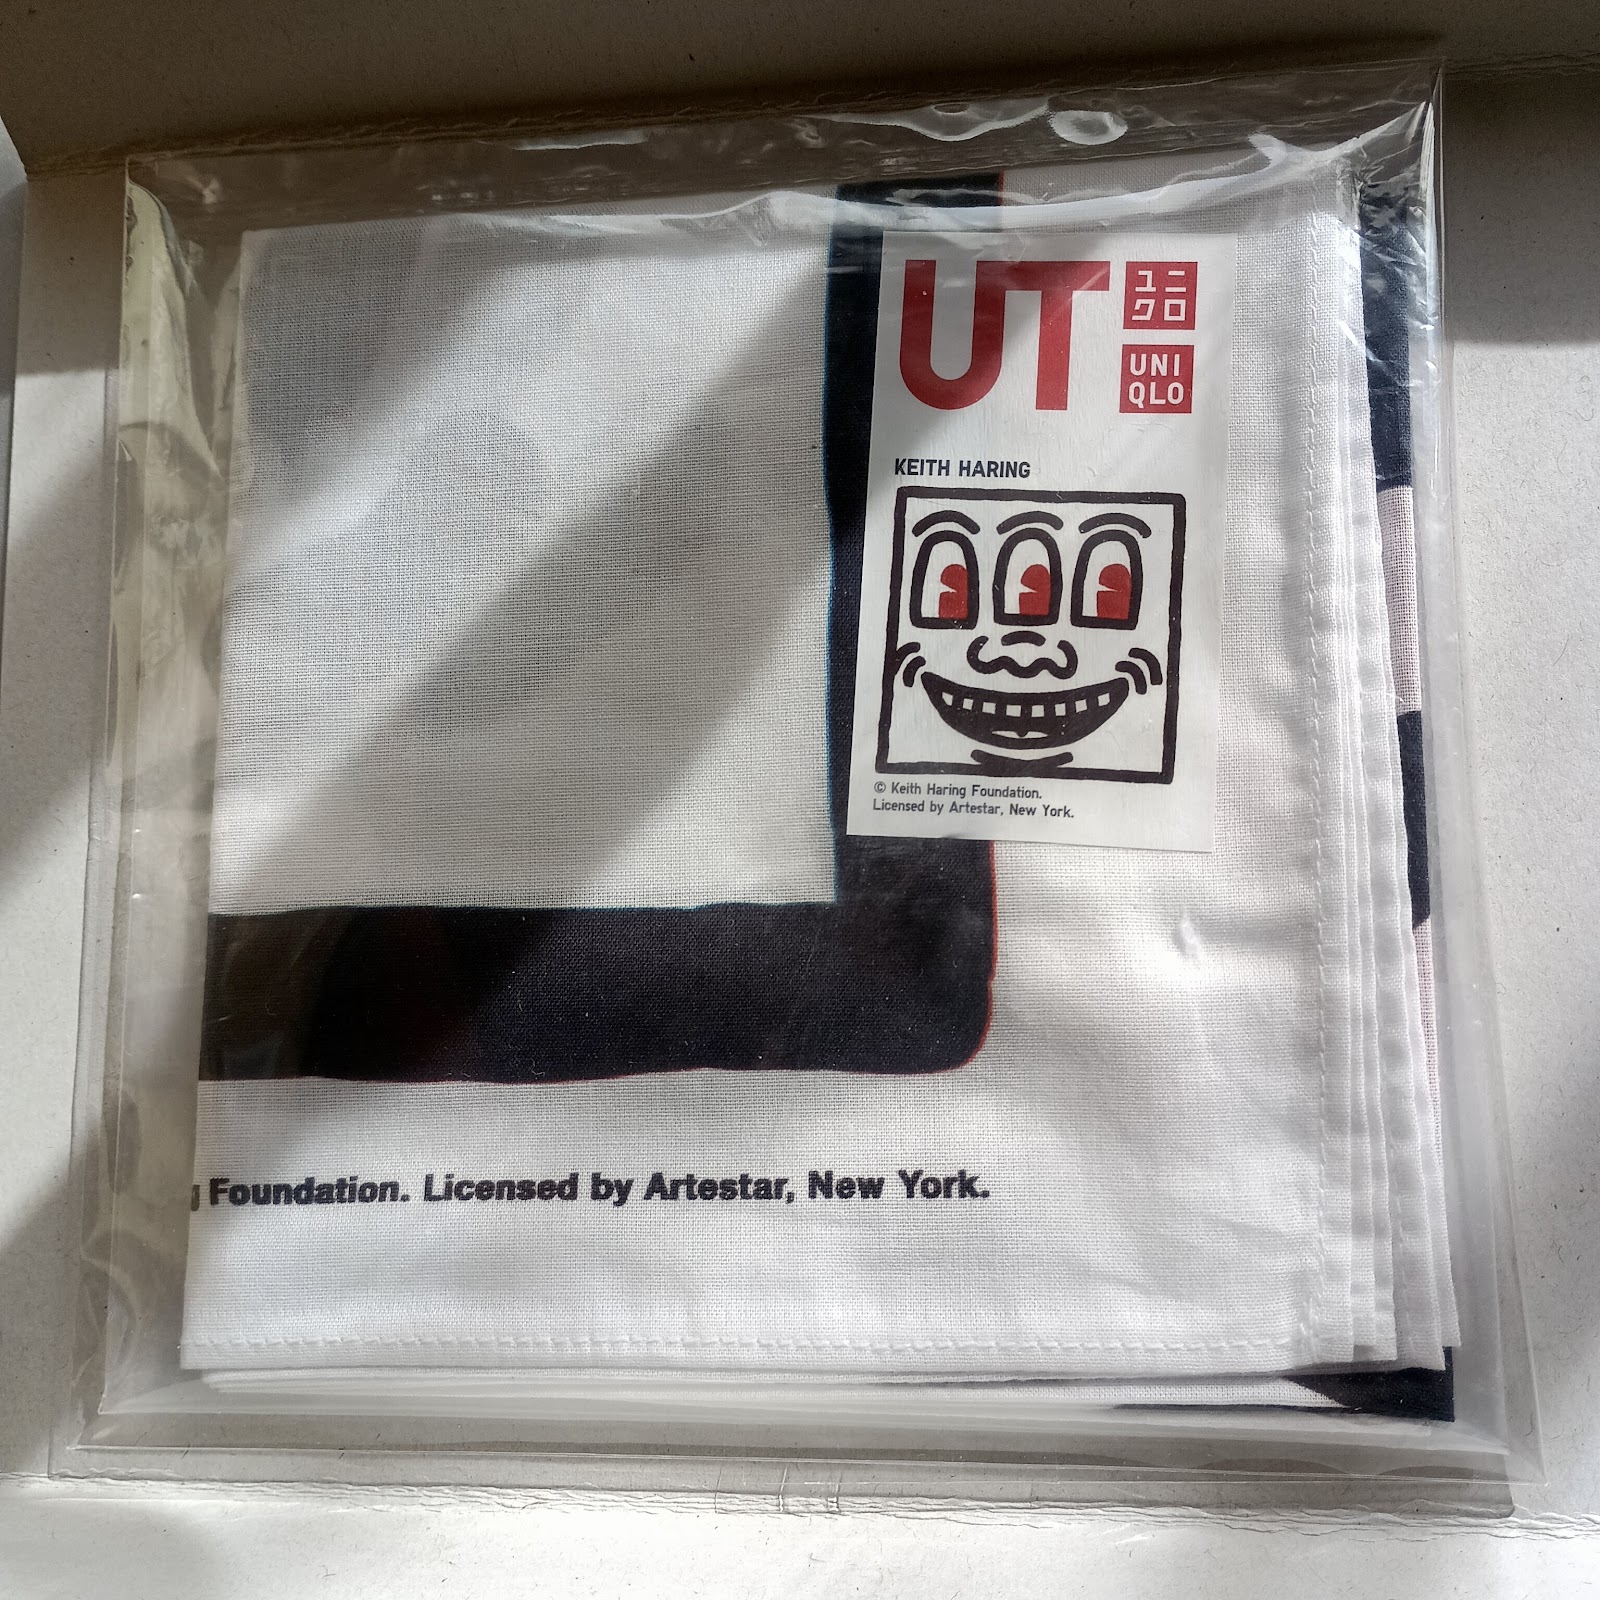 UT
ユニ
クロ
UNI
QLO
KEITH HARING
© Keith Haring Foundation.
Licensed by Artestar, New York.
g Foundation. Licensed by Artestar, New York.